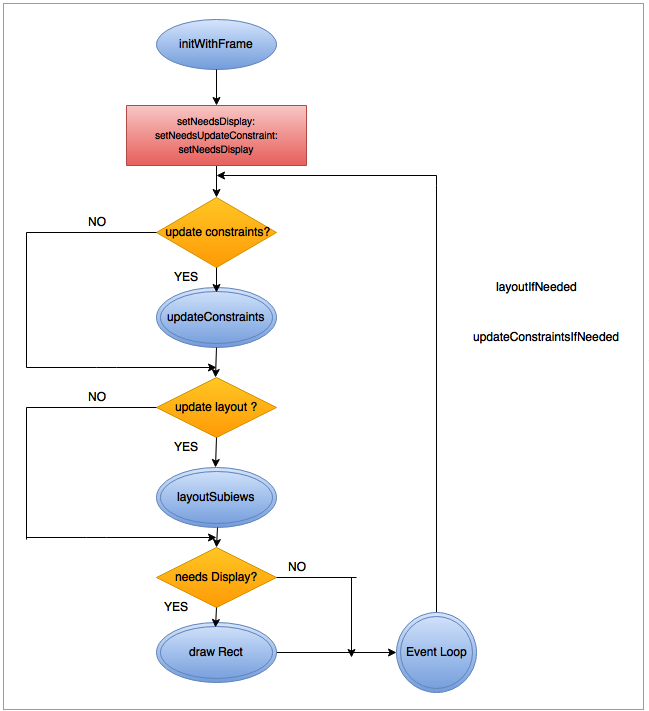 initWithFrame
setNeedsDisplay:
setNeedsUpdateConstraint:
setNeedsDisplay
update constraints?
NO
YES
updateConstraints
layoutIfNeeded
updateConstraintsIfNeeded
update layout ?
NO
YES
layoutSubiews
needs Display?
NO
YES
draw Rect
Event Loop